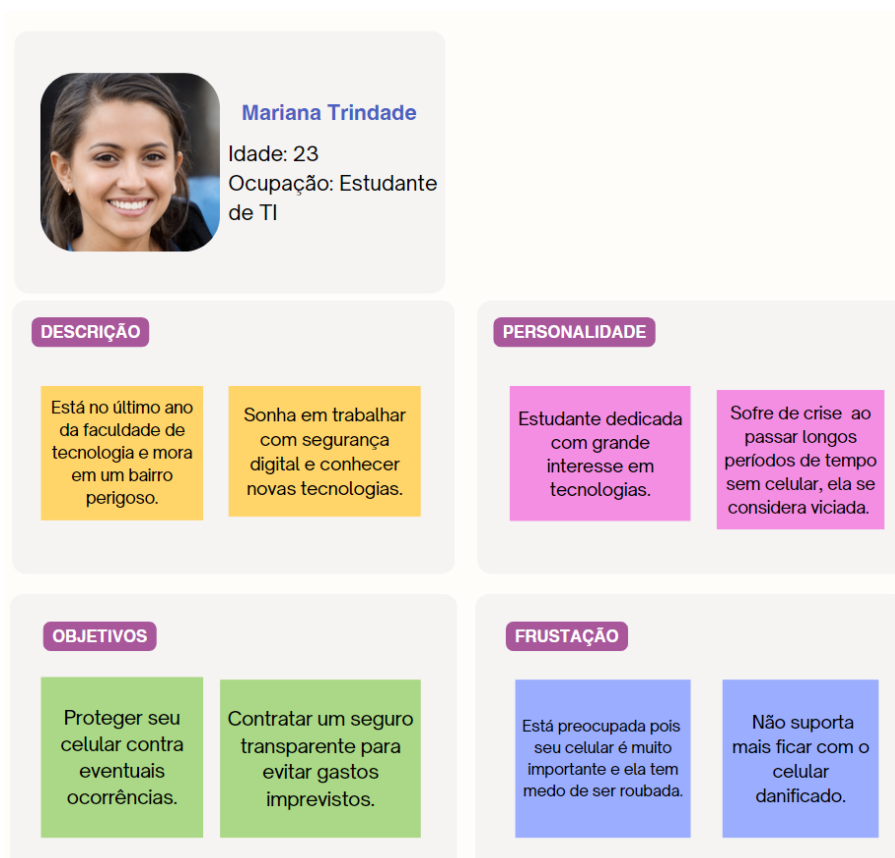 Mariana Trindade
Idade: 23
Ocupação: Estudante
de TI
DESCRIÇÃO
Está no último ano
da faculdade de
tecnologia e mora
em um bairro
perigoso.
Sonha em trabalhar
com segurança
digital e conhecer
novas tecnologias.
PERSONALIDADE
Estudante dedicada
com grande
interesse em
tecnologias.
Sofre de crise ao
passar longos
períodos de tempo
sem celular, ela se
considera viciada.
OBJETIVOS
Proteger seu
celular contra
eventuais
ocorrências.
Contratar um seguro
transparente para
evitar gastos
imprevistos.
FRUSTAÇÃO
Está preocupada pois
seu celular é muito
importante e ela tem
medo de ser roubada.
Não suporta
mais ficar com o
celular
danificado.